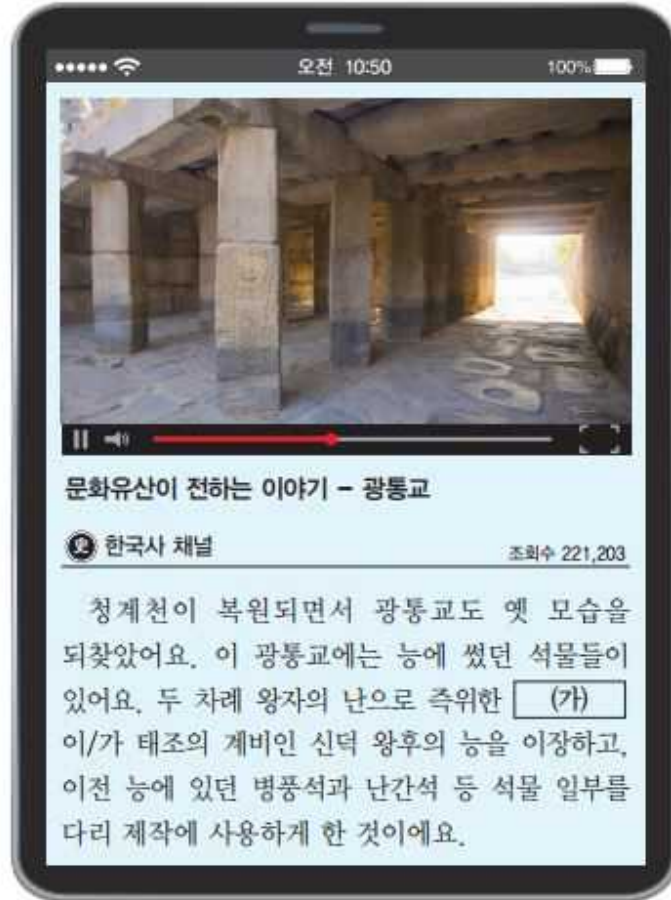 오전 10:50
100%
문화유산이 전하는 이야기 - 광통교
史 한국사 채널
조회수 221,203
청계천이 복원되면서 광통교도 옛 모습을
되찾았어요. 이 광통교에는 능에 썼던 석물들이
있어요. 두 차례 왕자의 난으로 즉위한 (가)
이/가 태조의 계비인 신덕 왕후의 능을 이장하고,
이전 능에 있던 병풍석과 난간석 등 석물 일부를
다리 제작에 사용하게 한 것이에요.